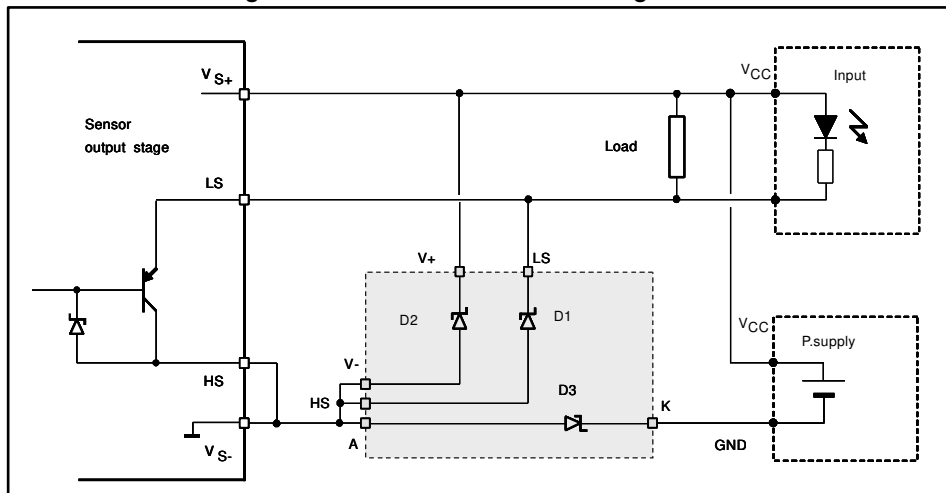 V S+
Sensor
output stage
LS
HS
V S-
V+
LS
D2
D1
V-
HS
D3
A
K
GND
Load
VCC
Input
VCC
P.supply